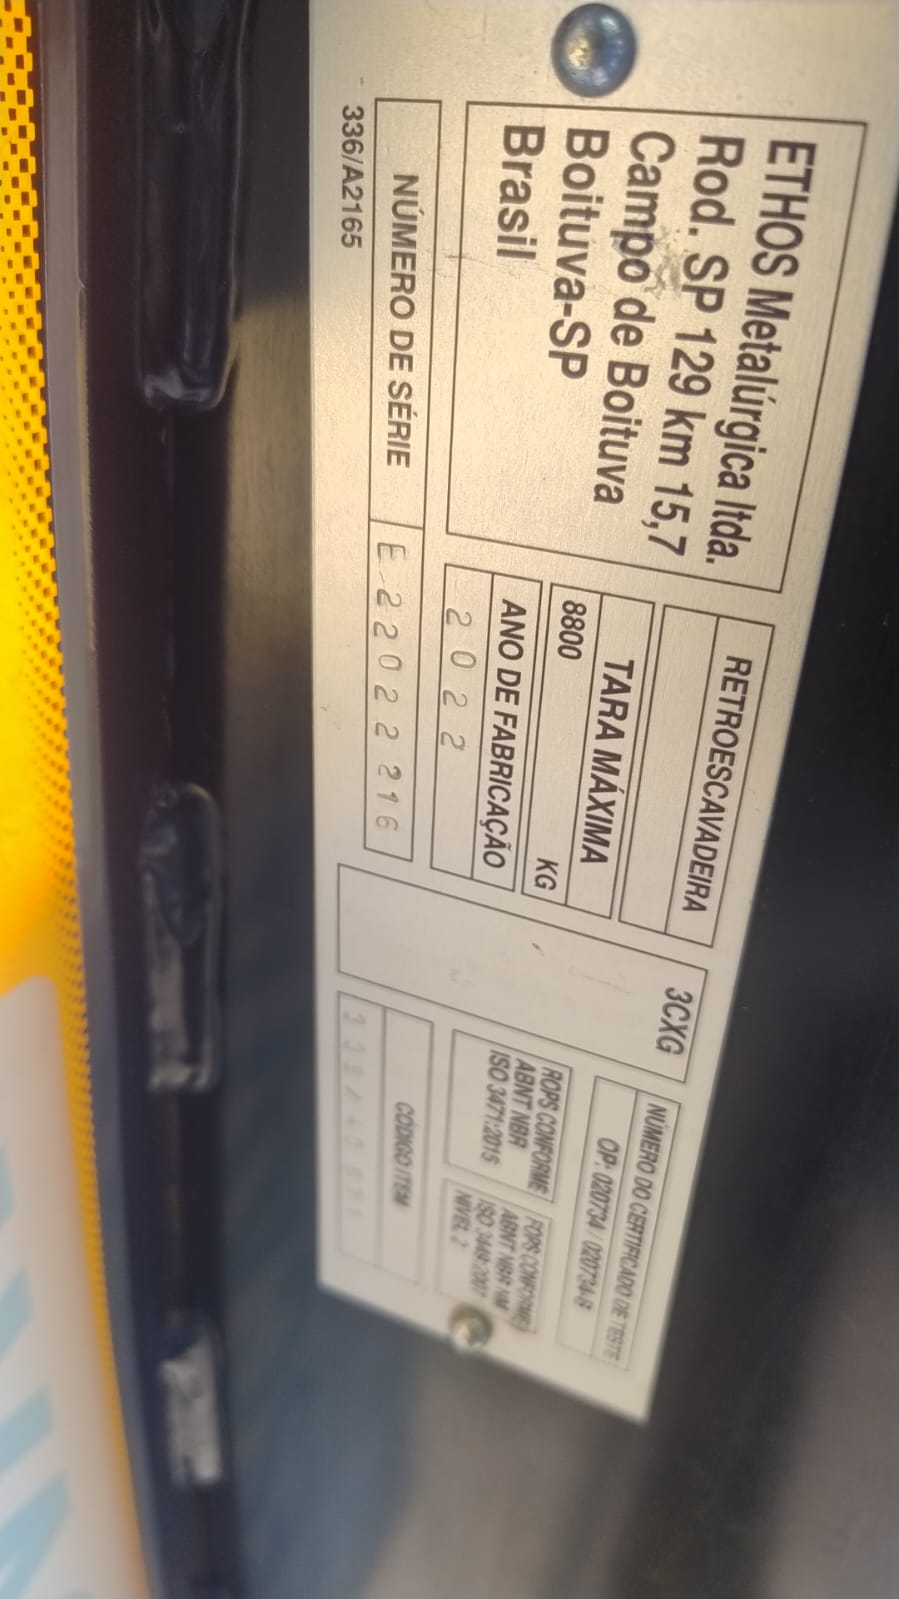 ETHOS Metalúrgica ltda.
Rod. SP 129 km 15,7
Campo de Boituva
Boituva-SP
Brasil
RETROESCAVADEIRA
TARA MÁXIMA
8800 KG
ANO DE FABRICAÇÃO
2022
NÚMERO DE SÉRIE E 22022216
336/A2165
3CXG
NÚMERO DO CERTIFICADO DE TESTE
OP: 020734 / 020734-B
ROPS CONFORME
ABNT NBR
ISO 3471:2015
FOPS CONFORMES
ABNT NBR NM
ISO 3449:2007
NIVEL 2
CÓDIGO ITEM